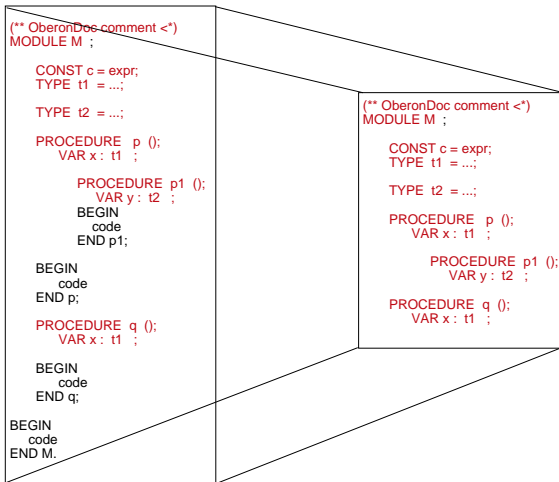 (** OberonDoc comment <*)
MODULE M ;
CONST c = expr;
TYPE t1 = ...;
TYPE t2 = ...;
PROCEDURE p ();
VAR x : t1 ;
PROCEDURE p1 ();
VAR y : t2 ;
BEGIN
code
END p1;
BEGIN
code
END p;
PROCEDURE q ();
VAR x : t1 ;
BEGIN
code
END q;
BEGIN
code
END M.
(** OberonDoc comment <*)
MODULE M ;
CONST c = expr;
TYPE t1 = ...;
TYPE t2 = ...;
PROCEDURE p ();
VAR x : t1 ;
PROCEDURE p1 ();
VAR y : t2 ;
PROCEDURE q ();
VAR x : t1 ;